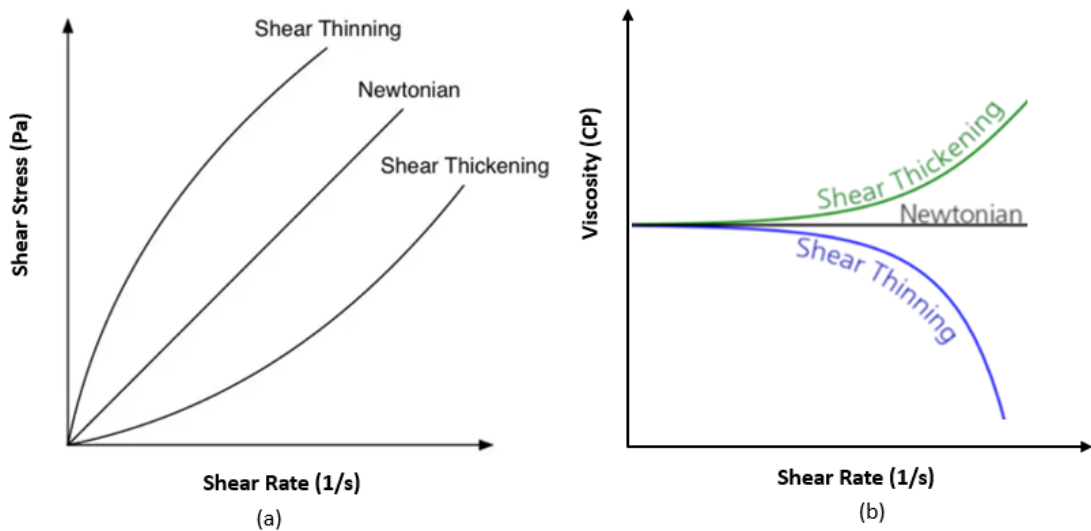 Shear Thinning
Newtonian
Shear Thickening
Shear Stress (Pa)
Shear Rate (1/s)
(a)
Shear Thickening
Newtonian
Shear Thinning
Viscosity (CP)
Shear Rate (1/s)
(b)